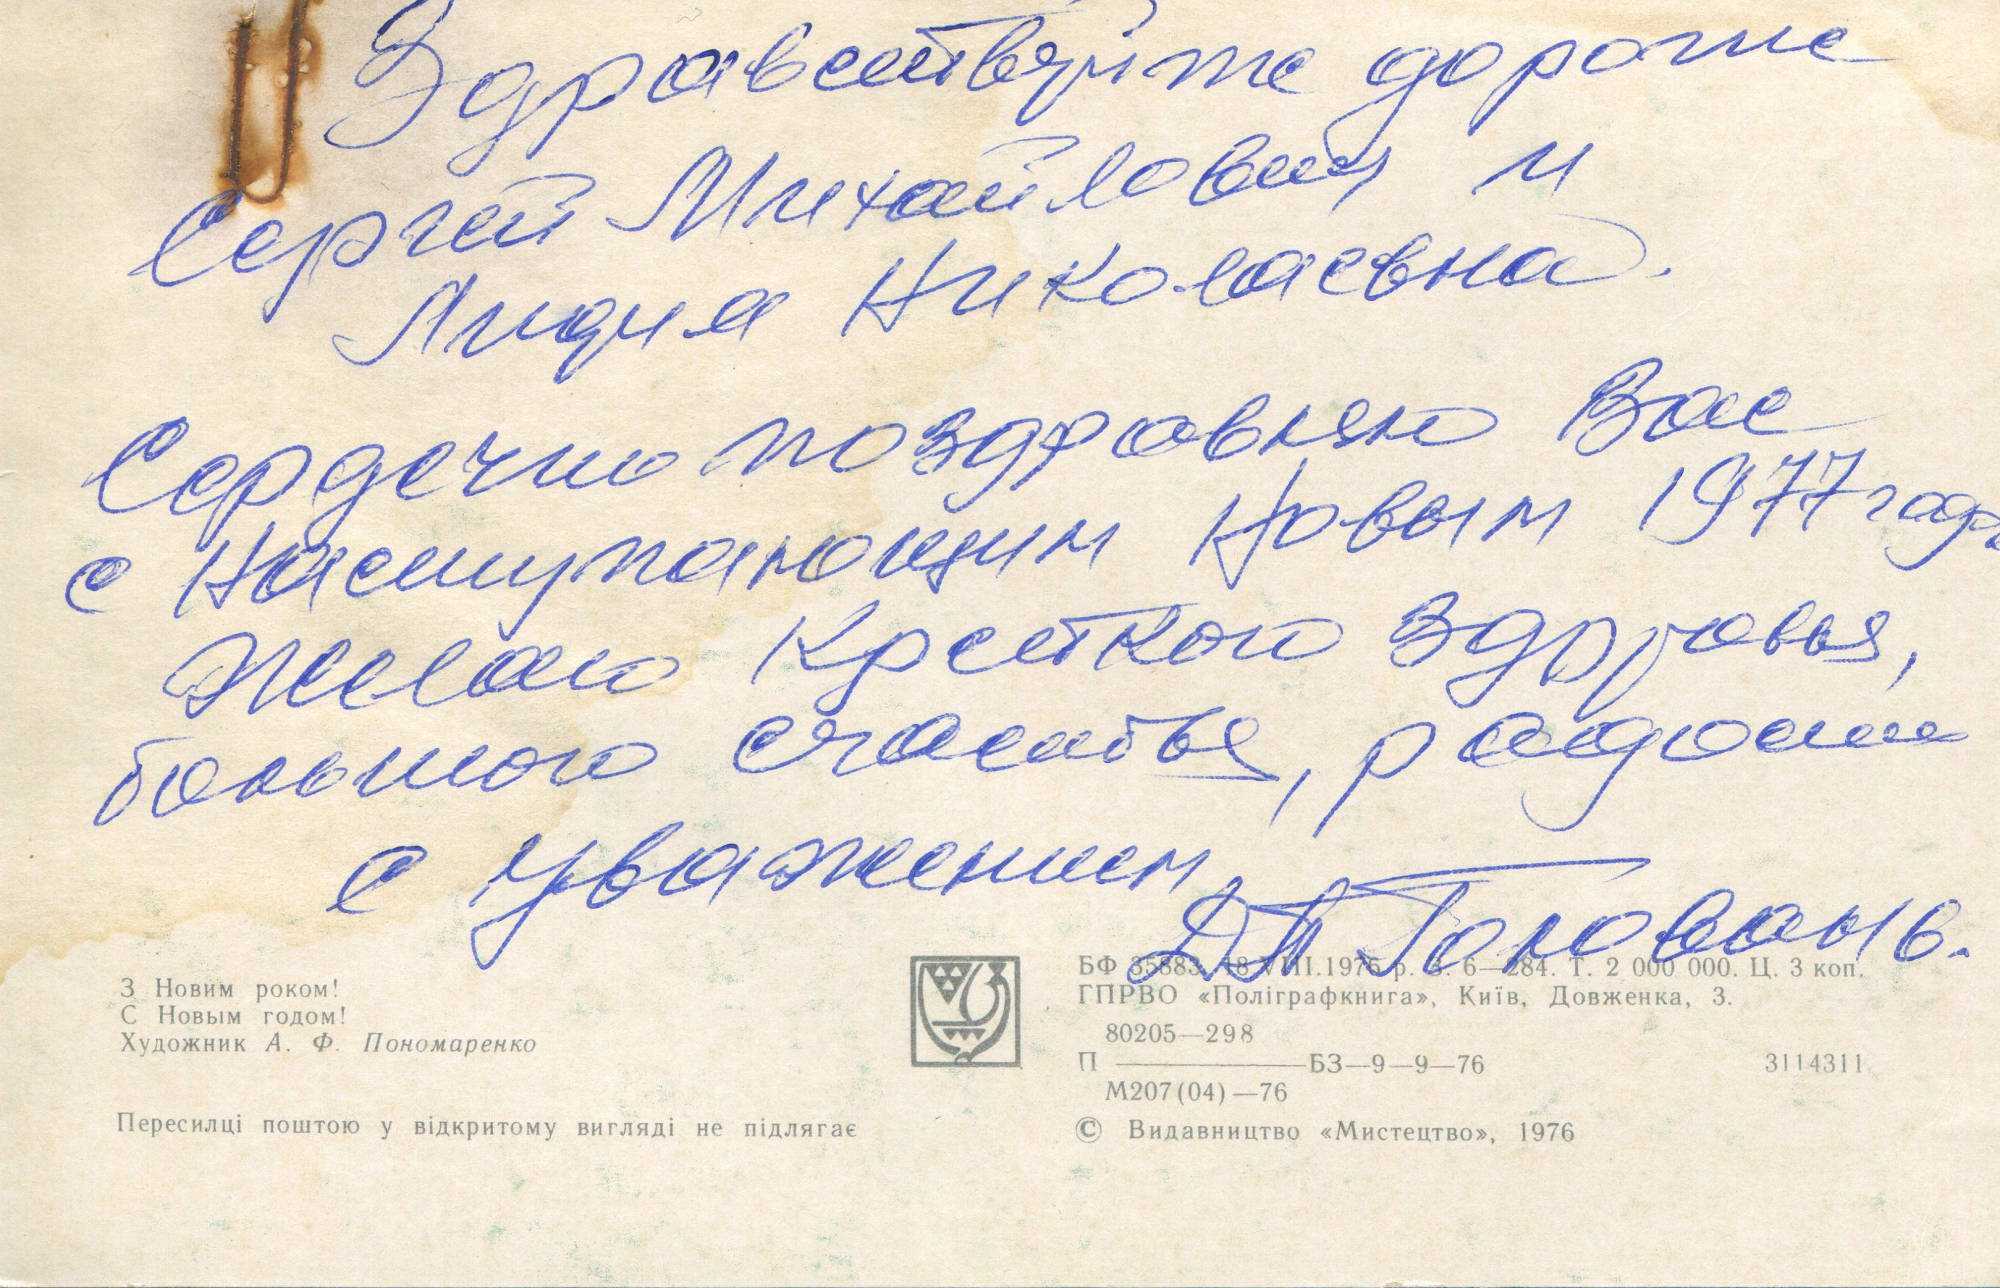 Здравствуйте дорогие
Сергей Михайлович и
Лидия Николаевна.
Сердечно поздравляю Вас
с Наступающим Новым 1977 годом
Желаю крепкого здоровья,
большого счастья, радости
с уважением
З Новим роком!
С Новым годом!
Художник А. Ф. Пономаренко
Пересилці поштою у відкритому вигляді не підлягає
БФ 35883. 18 VIII.1976 р. З. 6—284. Т. 2 000 000. Ц. 3 коп.
ГПРВО «Поліграфкнига», Київ, Довженка, 3.
80205—298
П ————— БЗ—9—9—76 3114311
М207(04)—76
© Видавництво «Мистецтво», 1976